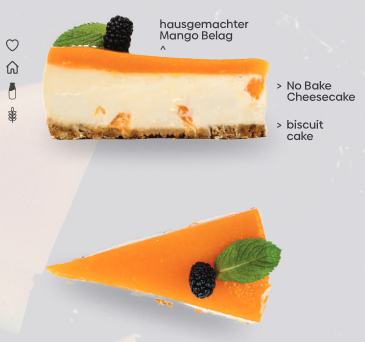 hausgemachter
Mango Belag
^
> No Bake
Cheesecake
> biscuit
cake